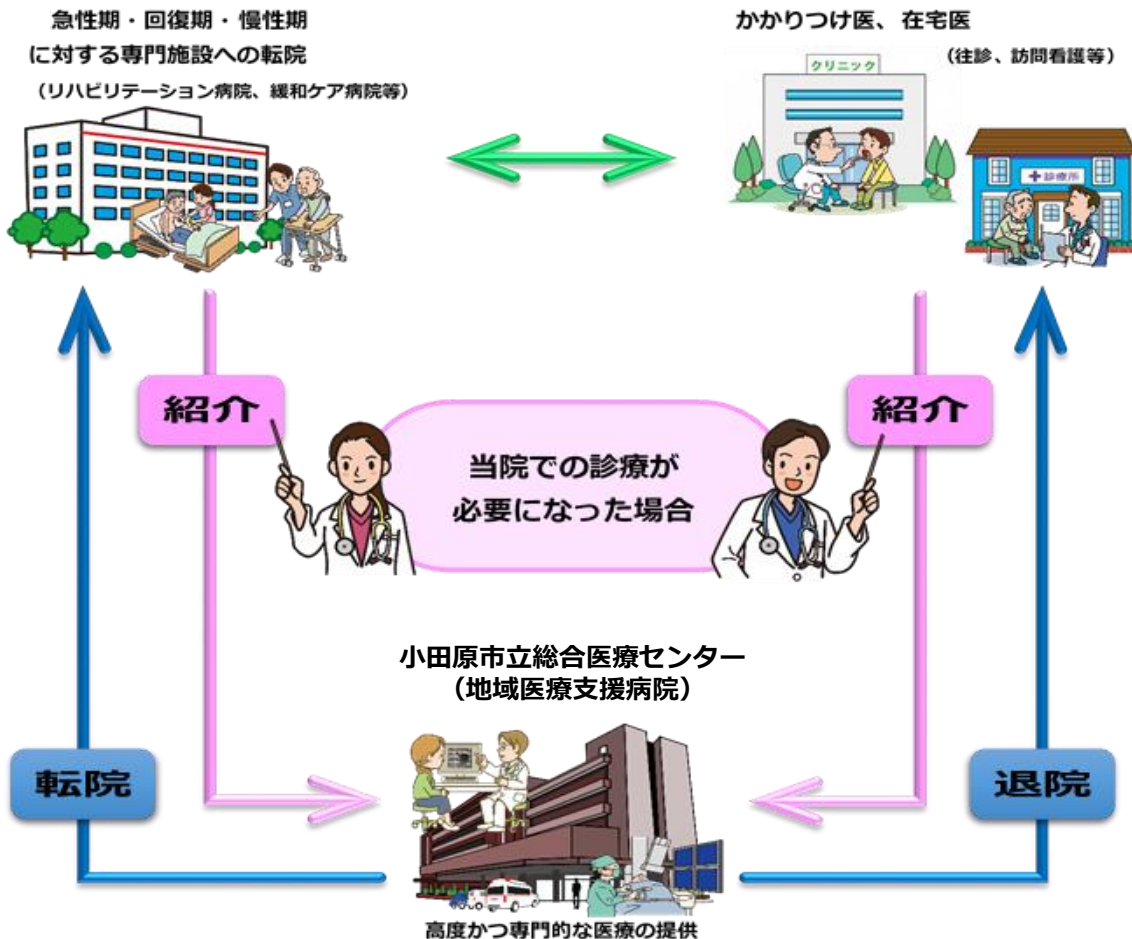 急性期・回復期・慢性期
に対する専門施設への転院
（リハビリテーション病院、緩和ケア病院等）
かかりつけ医、在宅医
（往診、訪問看護等）
クリニック
診療所
紹介
紹介
当院での診療が
必要になった場合
小田原市立総合医療センター
（地域医療支援病院）
転院
退院
高度かつ専門的な医療の提供